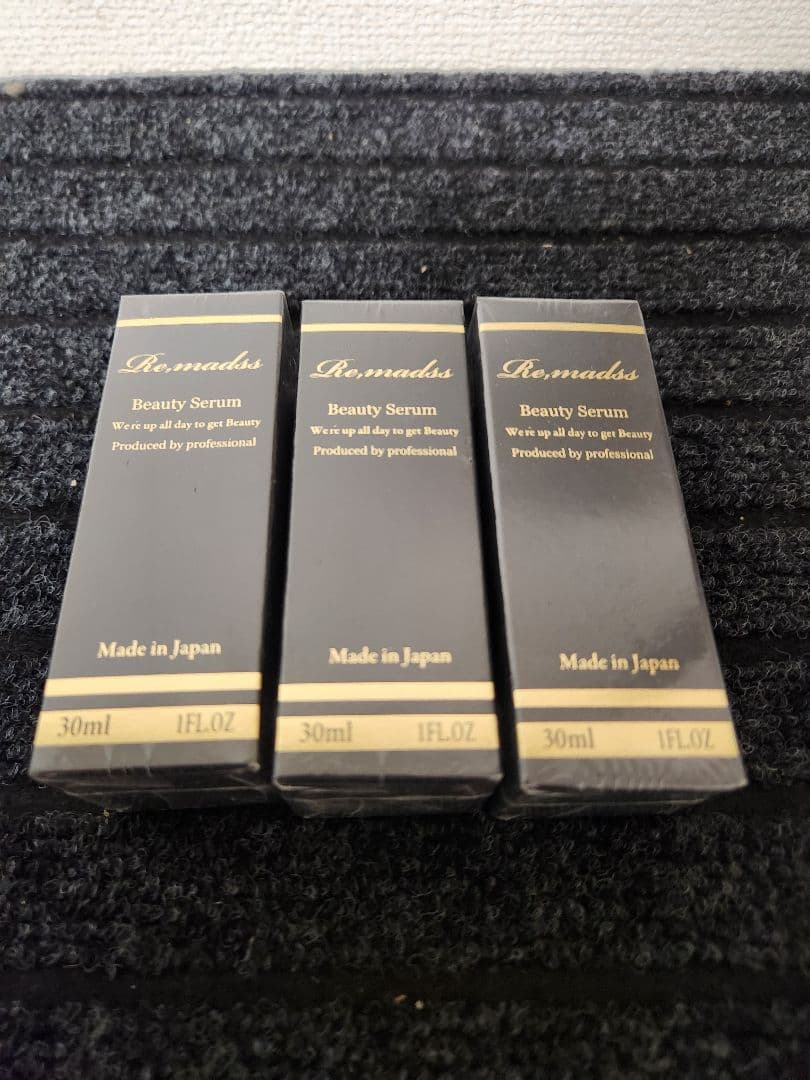 Re,madss
Beauty Serum
We're up all day to get Beauty
Produced by professional
Made in Japan
30ml 1FL.OZ
Re,madss
Beauty Serum
We're up all day to get Beauty
Produced by professional
Made in Japan
30ml 1FL.OZ
Re,madss
Beauty Serum
We're up all day to get Beauty
Produced by professional
Made in Japan
30ml 1FL.OZ